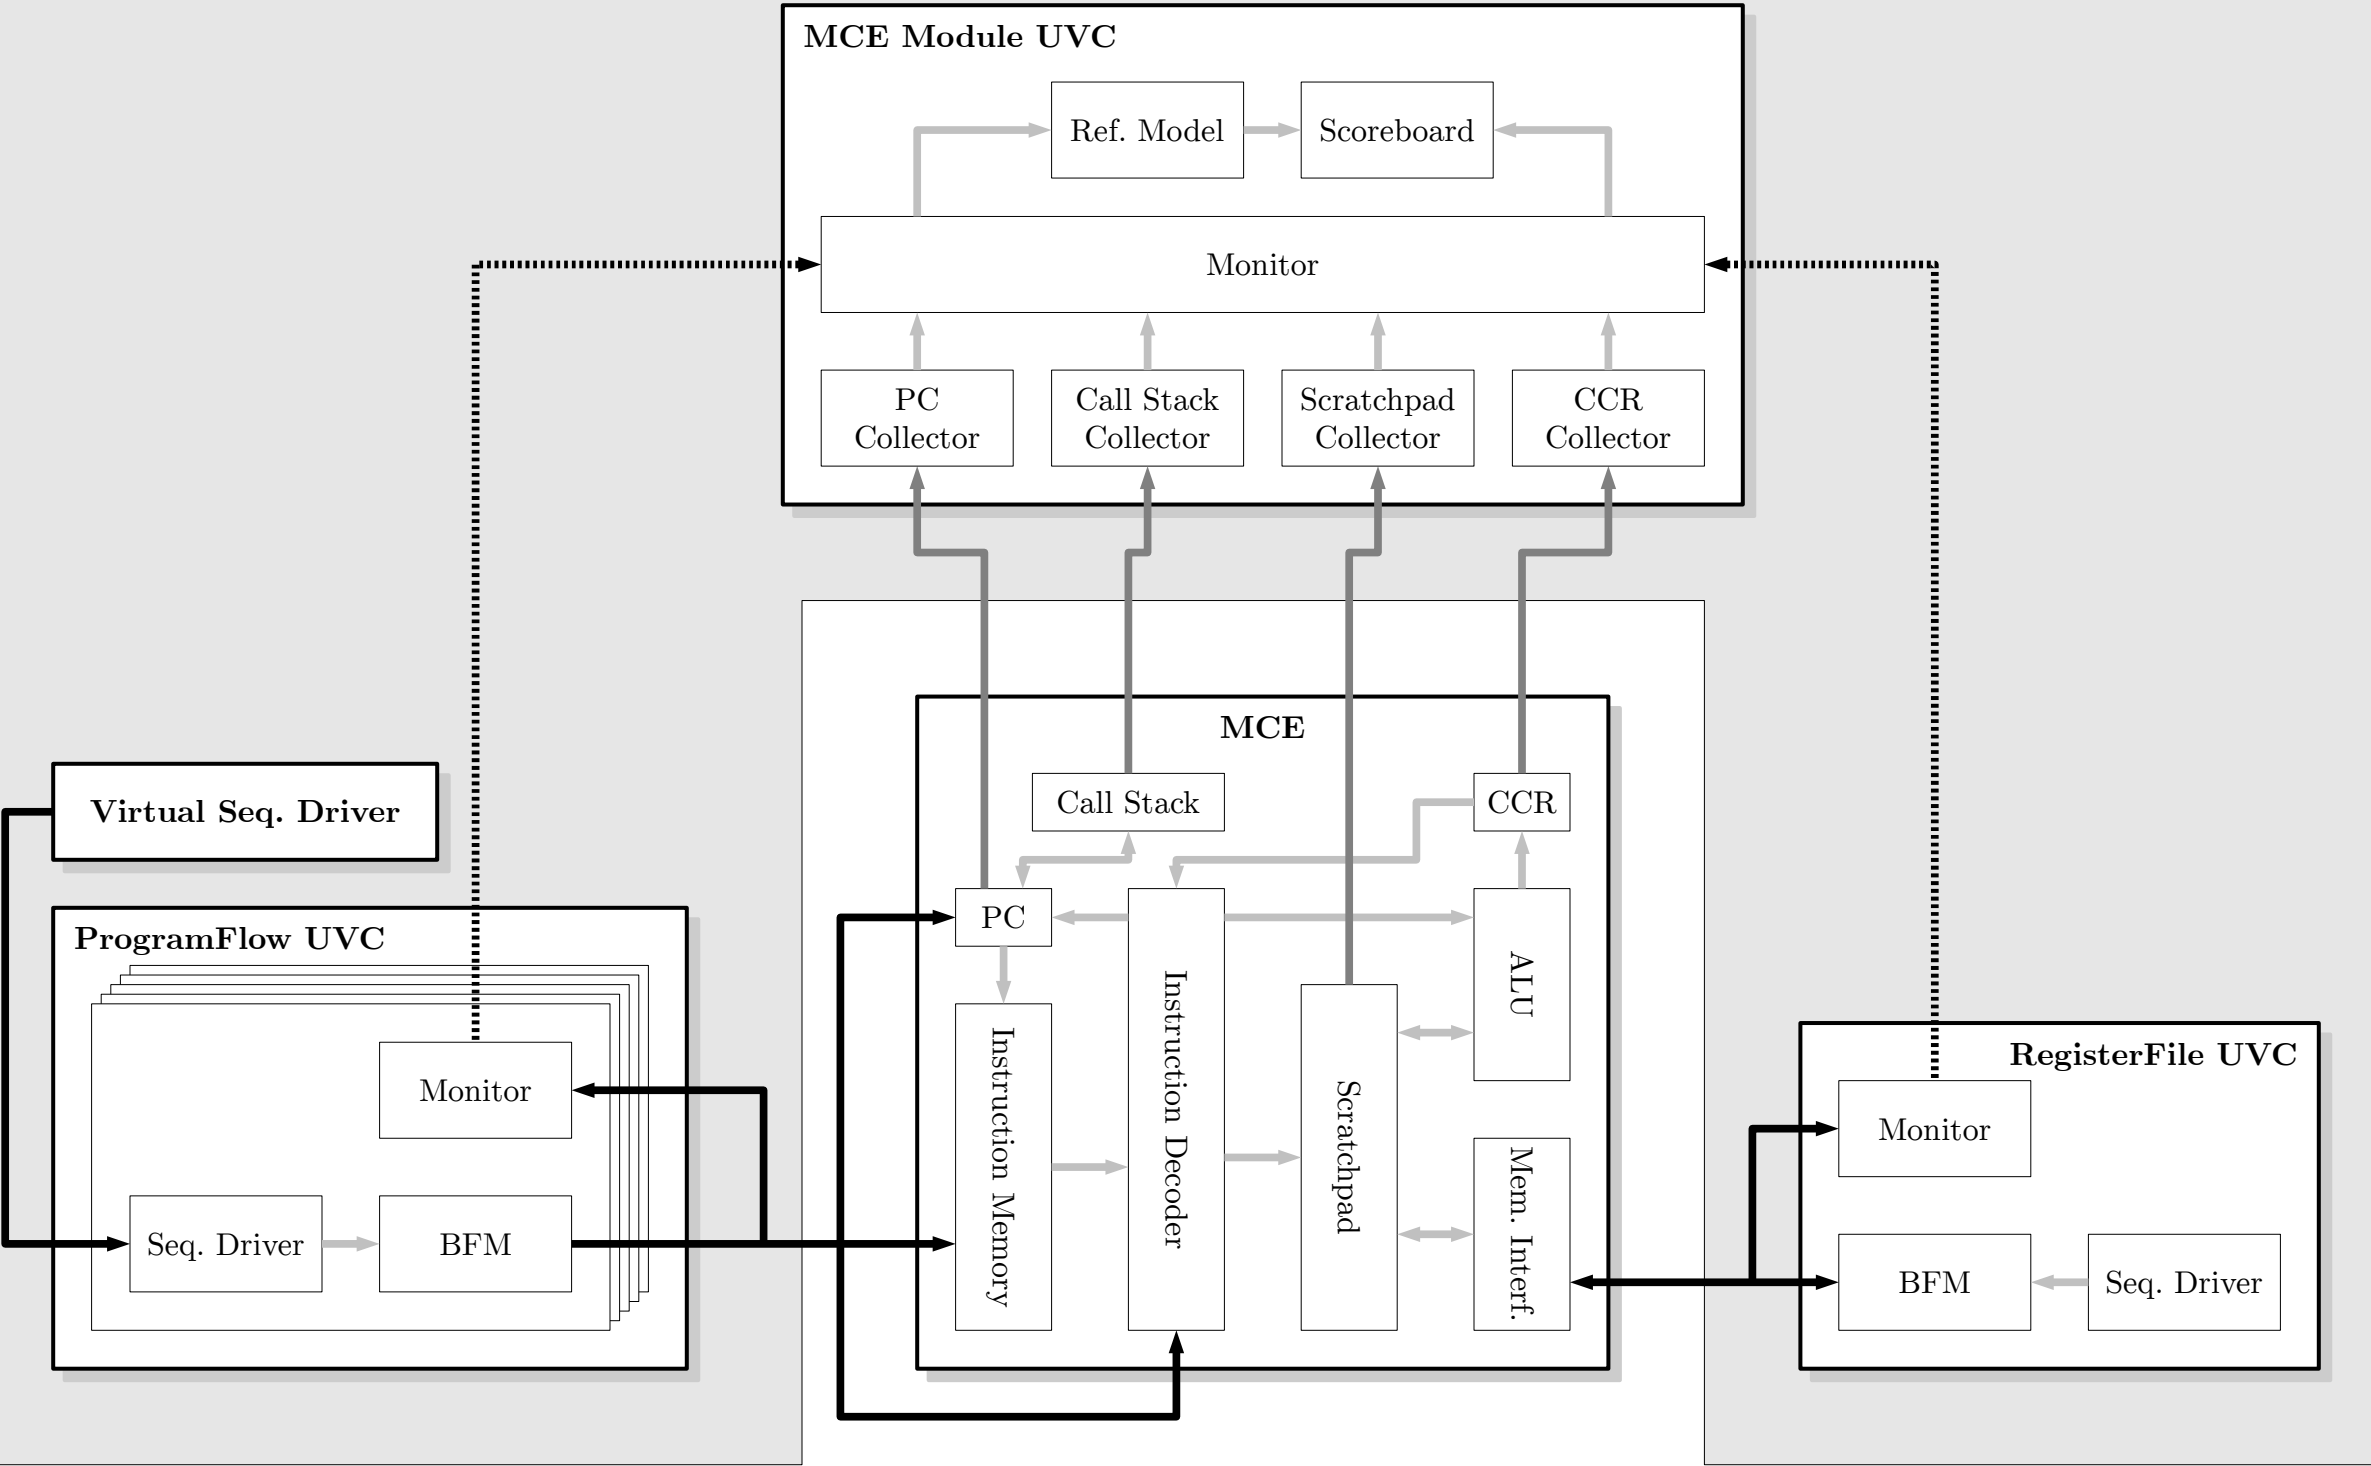 MCE Module UVC
Ref. Model
Scoreboard
Monitor
PC
Collector
Call Stack
Collector
Scratchpad
Collector
CCR
Collector
MCE
Call Stack
CCR
PC
Instruction Memory
Instruction Decoder
Scratchpad
ALU
Mem. Interf.
Virtual Seq. Driver
ProgramFlow UVC
Monitor
Seq. Driver
BFM
RegisterFile UVC
Monitor
BFM
Seq. Driver